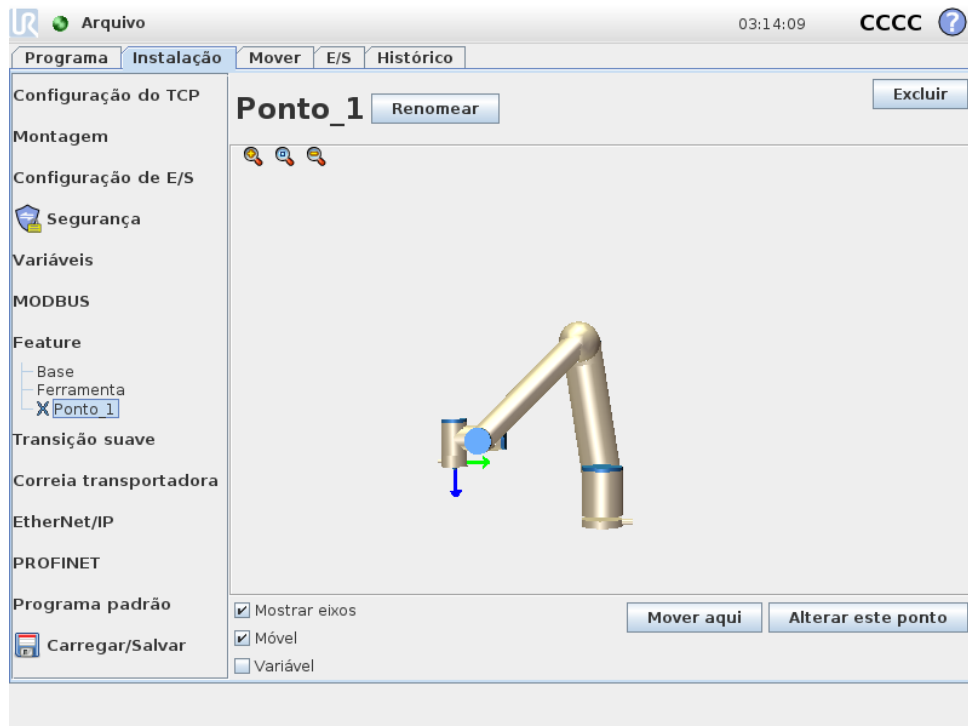 UR Arquivo 03:14:09 CCCC ?
Programa Instalação Mover E/S Histórico
Configuração do TCP
Montagem
Configuração de E/S
Segurança
Variáveis
MODBUS
Feature
Base
Ferramenta
Ponto_1
Transição suave
Correia transportadora
EtherNet/IP
PROFINET
Programa padrão
Carregar/Salvar
Ponto_1 Renomear Excluir
Mostrar eixos
Móvel
Variável
Mover aqui Alterar este ponto